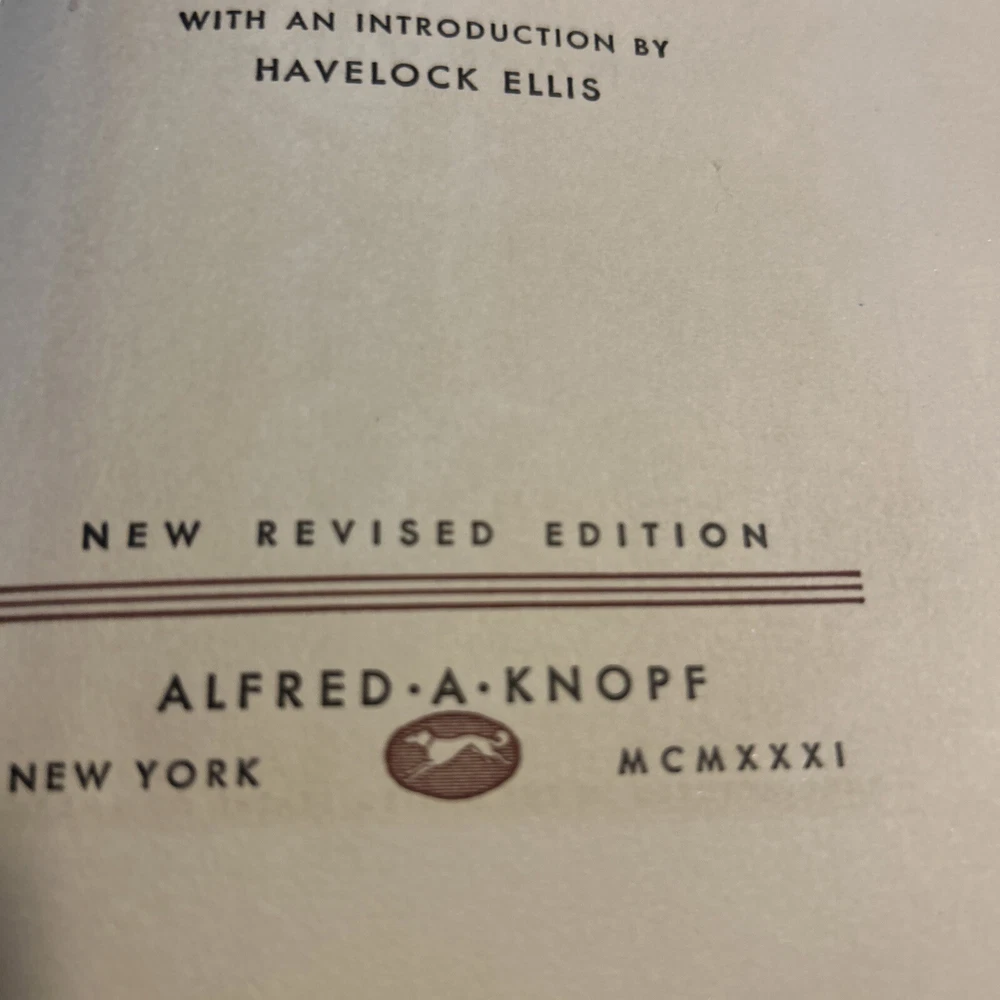 WITH AN INTRODUCTION BY
HAVELOCK ELLIS
NEW REVISED EDITION
ALFRED·A·KNOPF
NEW YORK MCMXXXI